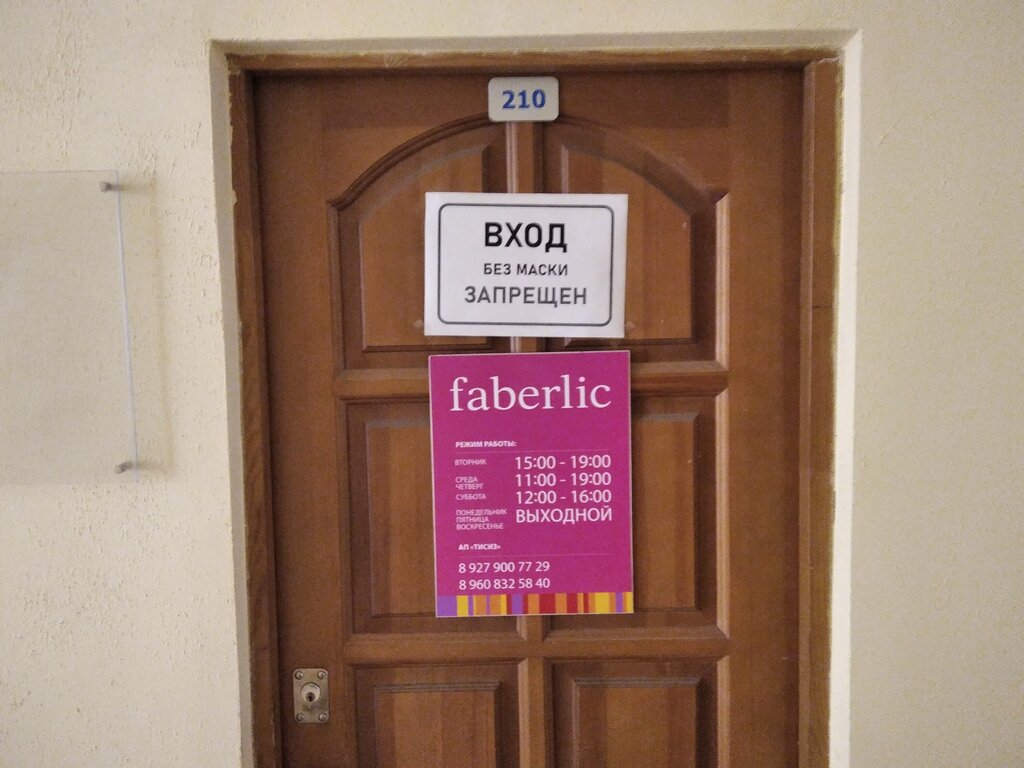 210
ВХОД
БЕЗ МАСКИ
ЗАПРЕЩЕН
faberlic
РЕЖИМ РАБОТЫ:
ВТОРНИК 15:00 - 19:00
СРЕДА
ЧЕТВЕРГ 11:00 - 19:00
СУББОТА 12:00 - 16:00
ПОНЕДЕЛЬНИК
ПЯТНИЦА
ВОСКРЕСЕНЬЕ ВЫХОДНОЙ
АП «ТИСИЗ»
8 927 900 77 29
8 960 832 58 40